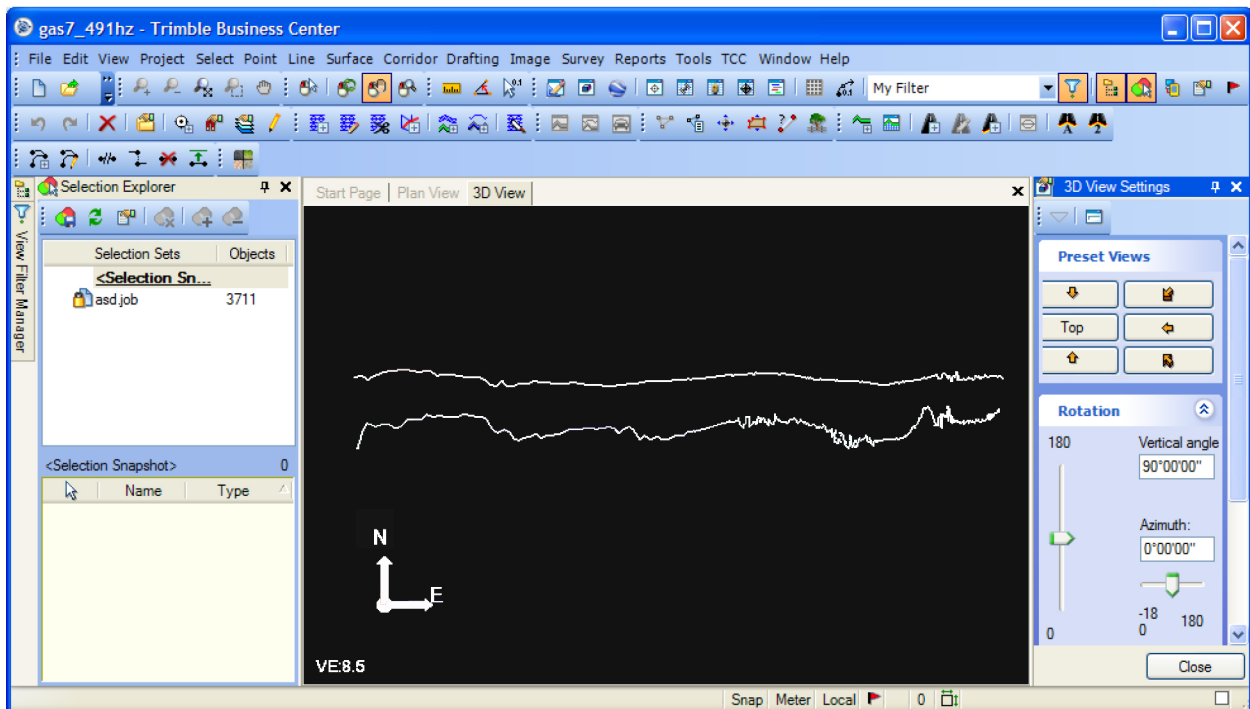 gas7_491hz - Trimble Business Center
File Edit View Project Select Point Line Surface Corridor Drafting Image Survey Reports Tools TCC Window Help
My Filter
Selection Explorer
Start Page Plan View 3D View
3D View Settings
View Filter Manager
Selection Sets Objects
<Selection Sn...
asd.job 3711
<Selection Snapshot> 0
Name Type
N
E
VE:8.5
Preset Views
Top
Rotation
180 Vertical angle
90°00'00"
Azimuth:
0°00'00"
-18
0 180
0
Close
Snap Meter Local 0